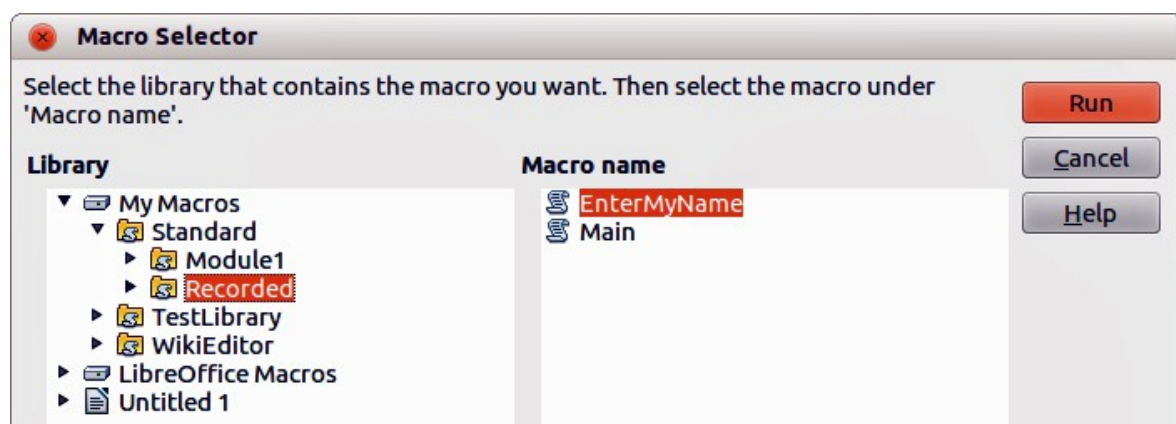 Macro Selector
Select the library that contains the macro you want. Then select the macro under
'Macro name'.
Run
Cancel
Help
Library
My Macros
Standard
Module1
Recorded
TestLibrary
WikiEditor
LibreOffice Macros
Untitled 1
Macro name
EnterMyName
Main